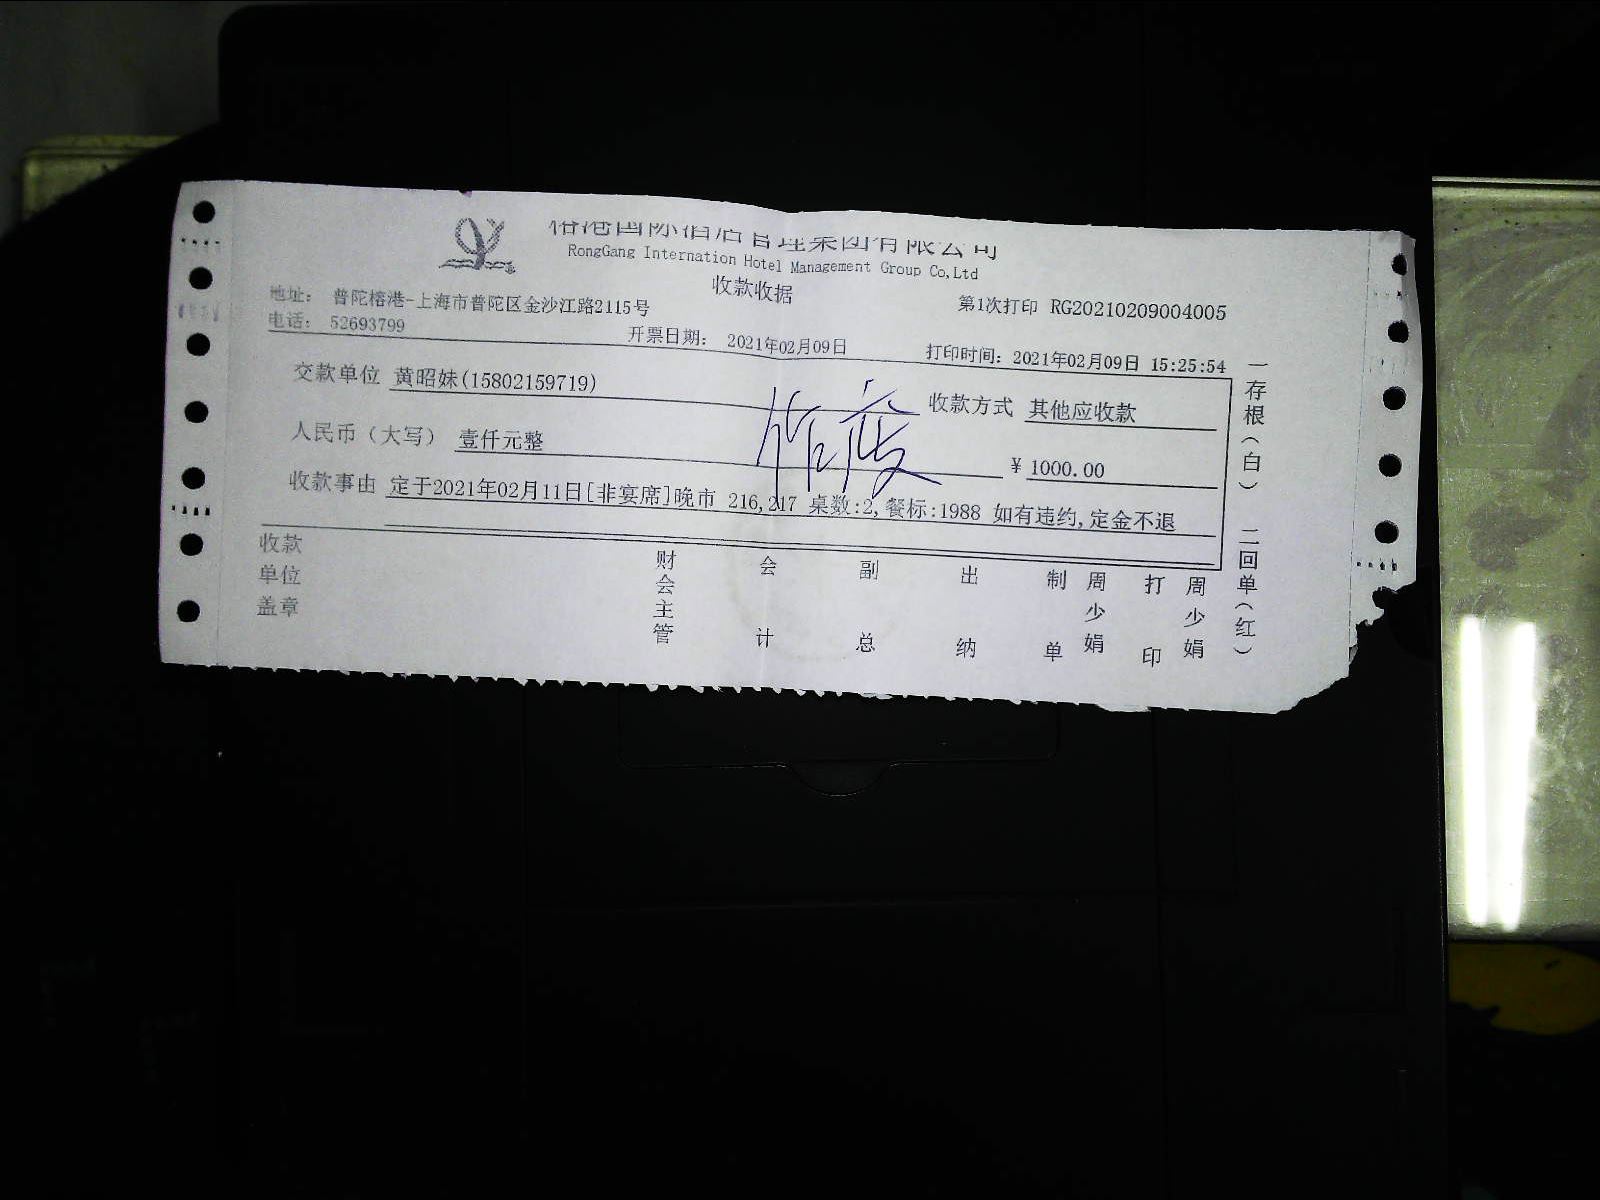 榕港国际酒店管理集团有限公司
RongGang Internation Hotel Management Group Co,Ltd
收款收据
地址： 普陀榕港-上海市普陀区金沙江路2115号
第1次打印 RG20210209004005
电话： 52693799
开票日期： 2021年02月09日
打印时间：2021年02月09日 15:25:54
交款单位 黄昭妹(15802159719)
收款方式 其他应收款
作废
人民币（大写） 壹仟元整
¥ 1000.00
收款事由 定于2021年02月11日[非宴席]晚市 216,217 桌数:2,餐标:1988 如有违约,定金不退
收款单位盖章
财会主管
会计
副总
出纳
制单 周少娟
打印 周少娟
一存根（白） 二回单（红）